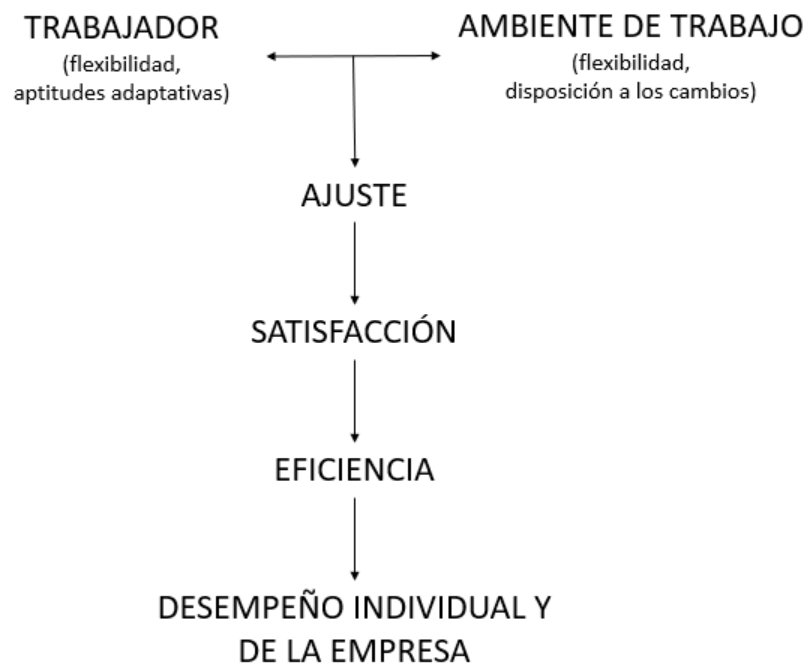 TRABAJADOR
(flexibilidad,
aptitudes adaptativas)
AMBIENTE DE TRABAJO
(flexibilidad,
disposición a los cambios)
AJUSTE
SATISFACCIÓN
EFICIENCIA
DESEMPEÑO INDIVIDUAL Y
DE LA EMPRESA